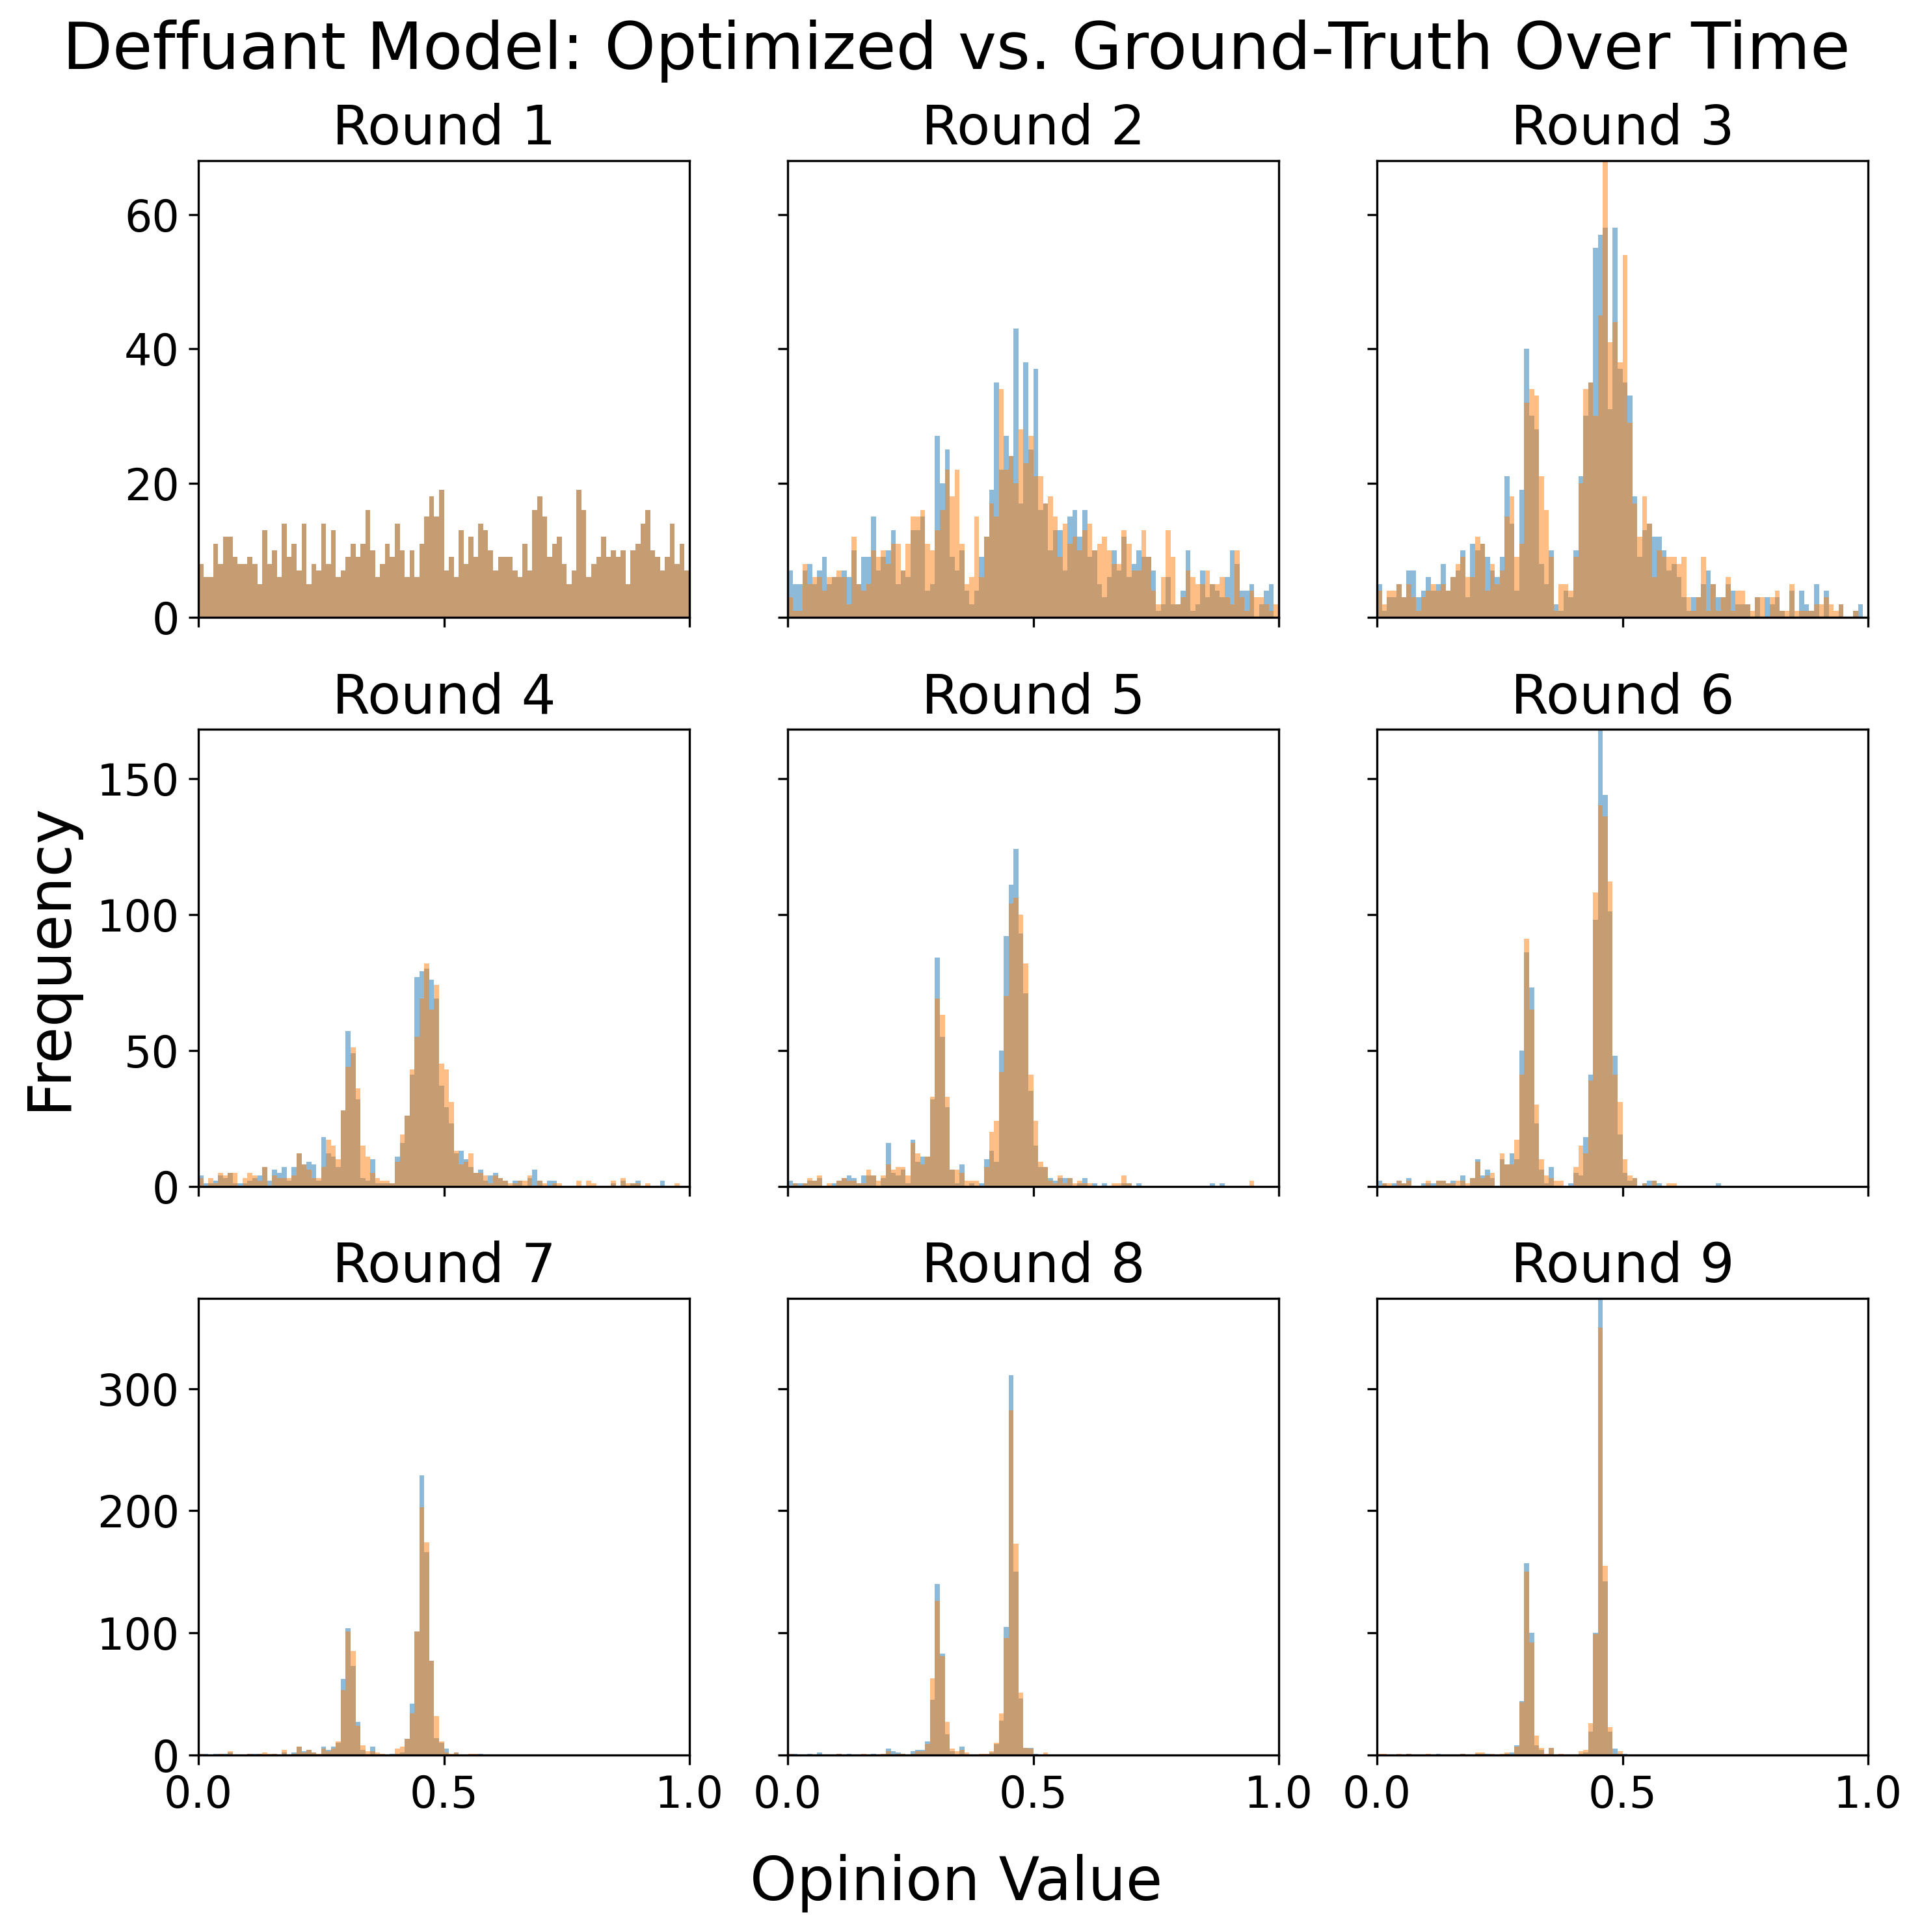 Deffuant Model: Optimized vs. Ground-Truth Over Time
Round 1
Round 2
Round 3
60
40
20
0
Round 4
Round 5
Round 6
150
100
50
0
Frequency
Round 7
Round 8
Round 9
300
200
100
0
0.0 0.5 1.0 0.0 0.5 1.0 0.0 0.5 1.0
Opinion Value